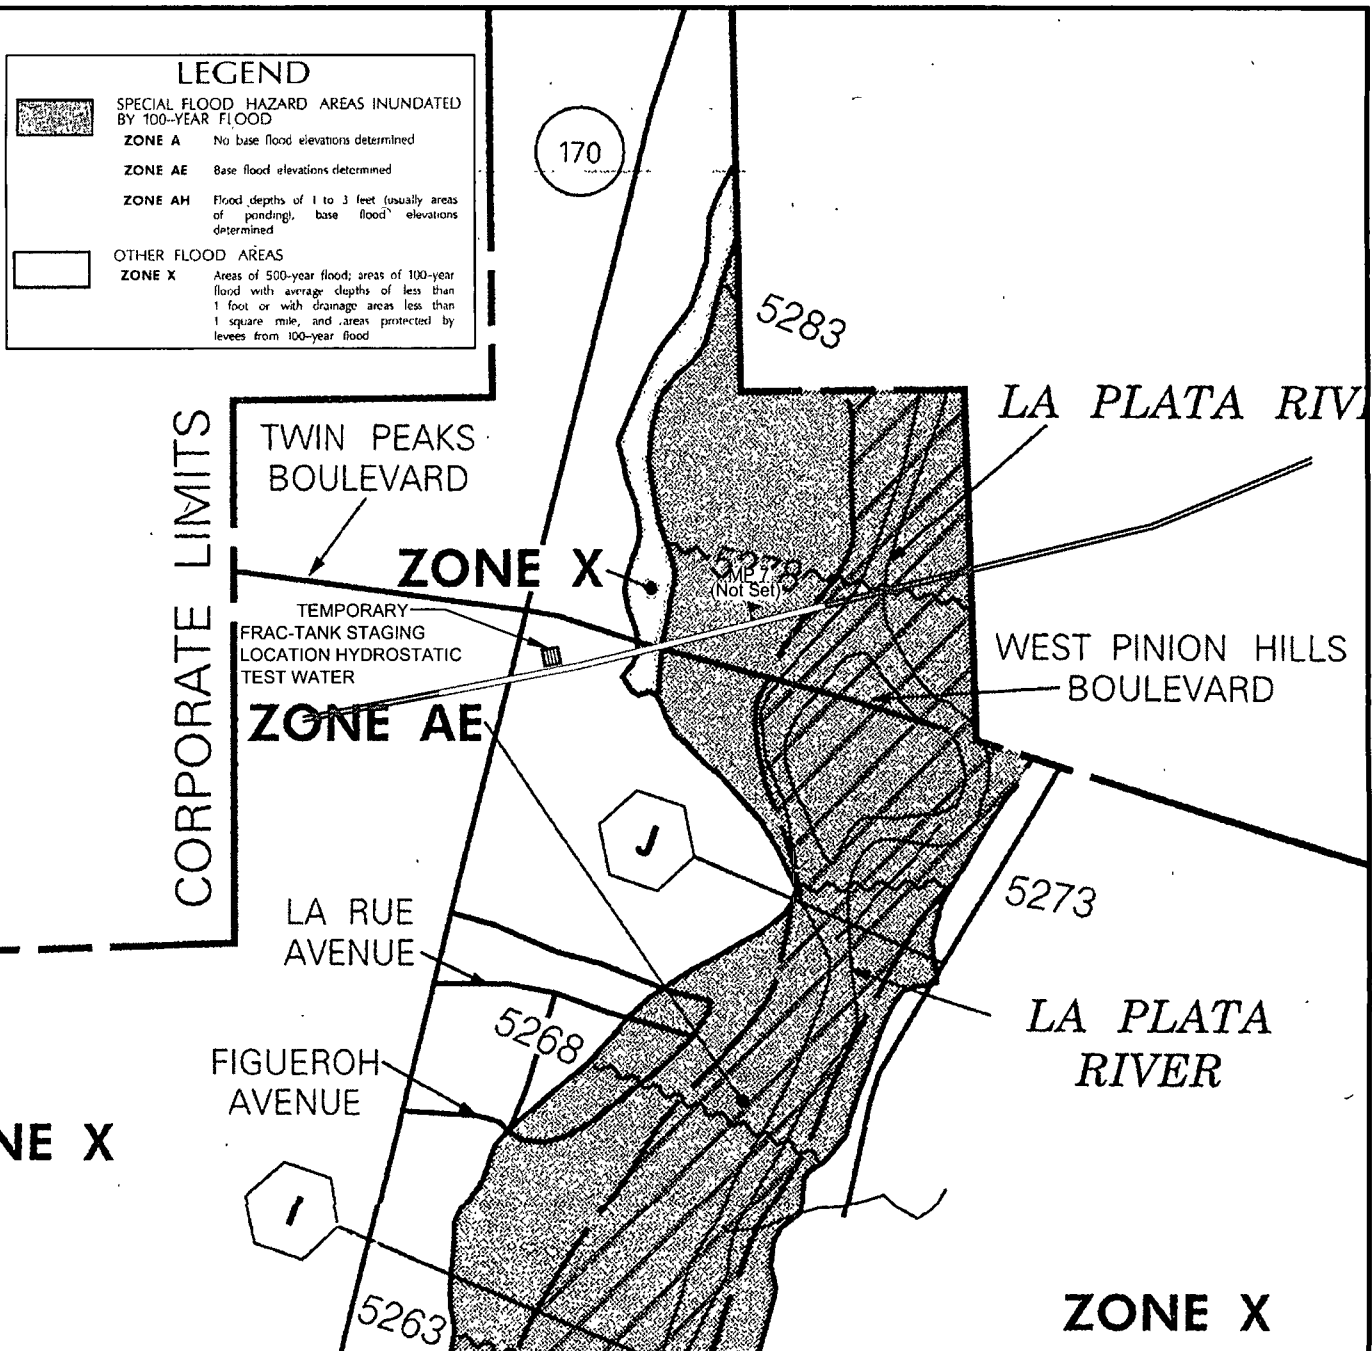 LEGEND
SPECIAL FLOOD HAZARD AREAS INUNDATED
BY 100-YEAR FLOOD
ZONE A No base flood elevations determined
ZONE AE Base flood elevations determined
ZONE AH Flood depths of 1 to 3 feet (usually areas
of ponding), base flood elevations
determined
OTHER FLOOD AREAS
ZONE X Areas of 500-year flood; areas of 100-year
flood with average depths of less than
1 foot or with drainage areas less than
1 square mile, and areas protected by
levees from 100-year flood
170
5283
LA PLATA RIV
CORPORATE LIMITS
TWIN PEAKS
BOULEVARD
ZONE X
5278
MP 7
(Not Set)
TEMPORARY
FRAC-TANK STAGING
LOCATION HYDROSTATIC
TEST WATER
WEST PINION HILLS
BOULEVARD
ZONE AE
J
5273
LA RUE
AVENUE
LA PLATA
RIVER
5268
FIGUEROH
AVENUE
NE X
I
5263
ZONE X